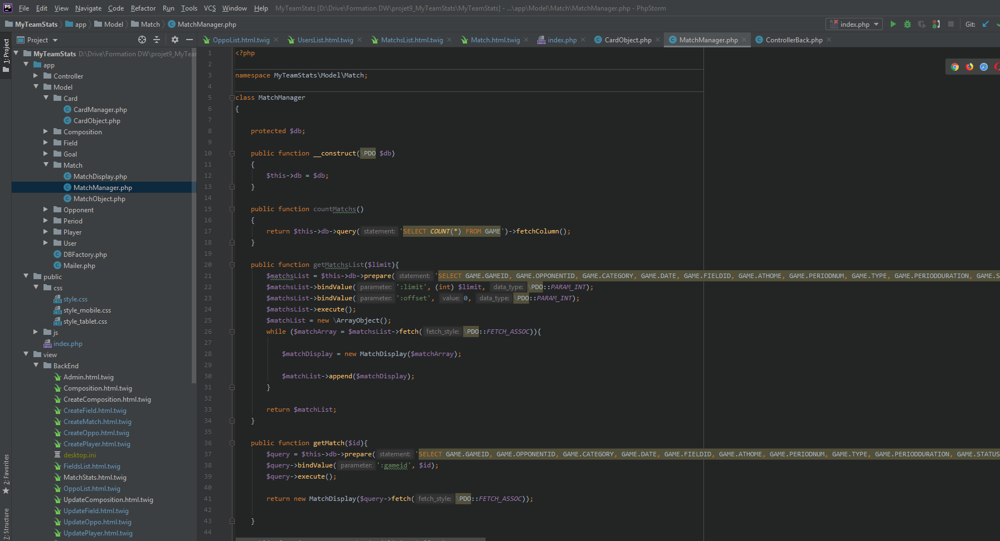 PS File Edit View Navigate Code Refactor Run Tools VCS Window Help MyTeamStats [D:\Drive\Formation DW\projet9_MyTeamStats\MyTeamStats] - ...\app\Model\Match\MatchManager.php - PhpStorm
MyTeamStats app Model Match MatchManager.php index.php Git:
Project OppoList.html.twig UsersList.html.twig MatchsList.html.twig Match.html.twig index.php CardObject.php MatchManager.php ControllerBack.php
1: Project
2: Favorites
7: Structure
MyTeamStats D:\Drive\Formation DW\projet9_MyTear
app
Controller
Model
Card
CardManager.php
CardObject.php
Composition
Field
Goal
Match
MatchDisplay.php
MatchManager.php
MatchObject.php
Opponent
Period
Player
User
DBFactory.php
Mailer.php
public
css
style.css
style_mobile.css
style_tablet.css
js
index.php
view
BackEnd
Admin.html.twig
Composition.html.twig
CreateComposition.html.twig
CreateField.html.twig
CreateMatch.html.twig
CreateOppo.html.twig
CreatePlayer.html.twig
desktop.ini
FieldsList.html.twig
MatchStats.html.twig
OppoList.html.twig
UpdateComposition.html.twig
UpdateField.html.twig
UpdateOppo.html.twig
UpdatePlayer.html.twig
1 <?php
2
3 namespace MyTeamStats\Model\Match;
4
5 class MatchManager
6 {
7
8 protected $db;
9
10 public function __construct(\PDO $db)
11 {
12 $this->db = $db;
13 }
14
15 public function countMatchs()
16 {
17 return $this->db->query( statement: 'SELECT COUNT(*) FROM GAME')->fetchColumn();
18 }
19
20 public function getMatchsList($limit){
21 $matchsList = $this->db->prepare( statement: 'SELECT GAME.GAMEID, GAME.OPPONENTID, GAME.CATEGORY, GAME.DATE, GAME.FIELDID, GAME.ATHOME, GAME.PERIODNUM, GAME.TYPE, GAME.PERIODDURATION, GAME.S
22 $matchsList->bindValue( parameter: ':limit', (int) $limit, data_type: \PDO::PARAM_INT);
23 $matchsList->bindValue( parameter: ':offset', value: 0, data_type: \PDO::PARAM_INT);
24 $matchsList->execute();
25 $matchList = new \ArrayObject();
26 while ($matchArray = $matchsList->fetch( fetch_style: \PDO::FETCH_ASSOC)){
27
28 $matchDisplay = new MatchDisplay($matchArray);
29
30 $matchList->append($matchDisplay);
31 }
32
33 return $matchList;
34 }
35
36 public function getMatch($id){
37 $query = $this->db->prepare( statement: 'SELECT GAME.GAMEID, GAME.OPPONENTID, GAME.CATEGORY, GAME.DATE, GAME.FIELDID, GAME.ATHOME, GAME.PERIODNUM, GAME.TYPE, GAME.PERIODDURATION, GAME.STATUS
38 $query->bindValue( parameter: ':gameid', $id);
39 $query->execute();
40
41 return new MatchDisplay($query->fetch( fetch_style: \PDO::FETCH_ASSOC));
42
43 }
44